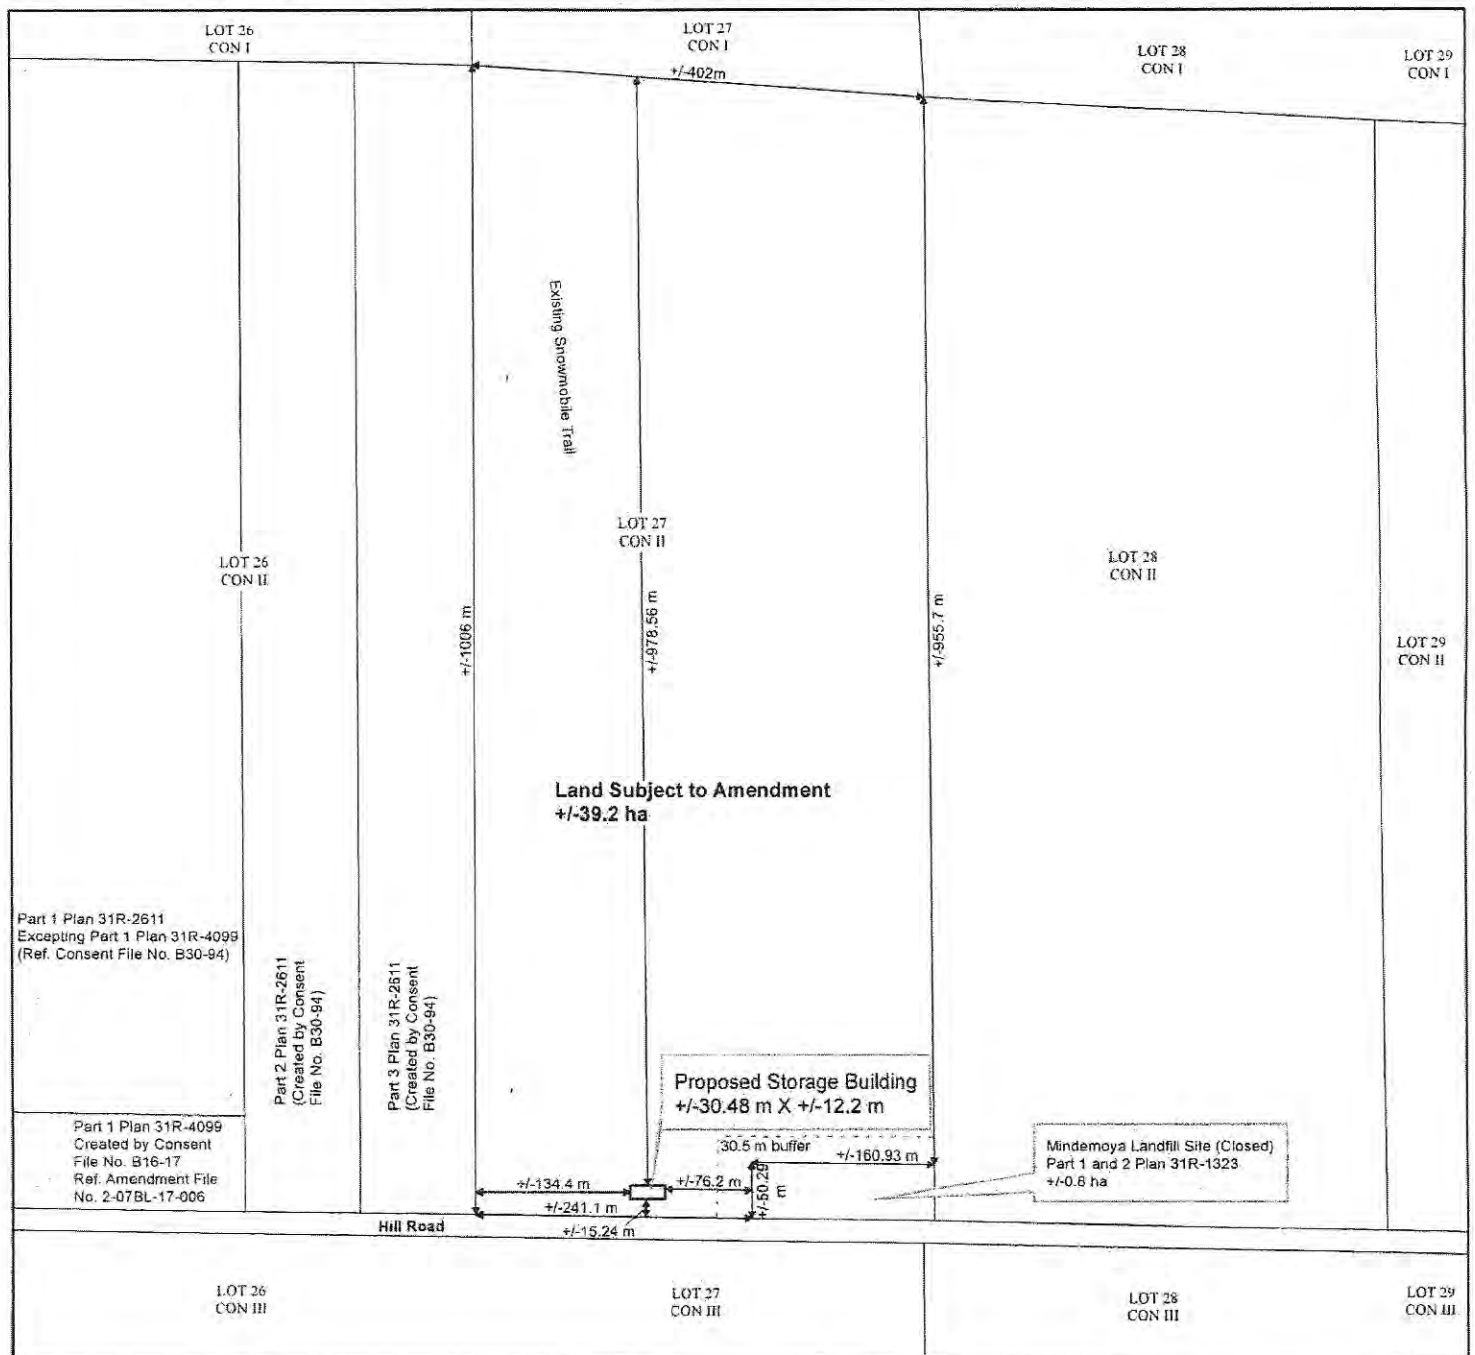 LOT 26
CON I
LOT 27
CON I
LOT 28
CON I
LOT 29
CON I
+/-402m
Existing Snowmobile Trail
LOT 27
CON II
LOT 26
CON II
LOT 28
CON II
+/-1006 m
+/-978.56 m
+/-955.7 m
LOT 29
CON II
Land Subject to Amendment
+/-39.2 ha
Part 1 Plan 31R-2611
Excepting Part 1 Plan 31R-4099
(Ref. Consent File No. B30-94)
Part 2 Plan 31R-2611
(Created by Consent
File No. B30-94)
Part 3 Plan 31R-2611
(Created by Consent
File No. B30-94)
Proposed Storage Building
+/-30.48 m X +/-12.2 m
Part 1 Plan 31R-4099
Created by Consent
File No. B16-17
Ref. Amendment File
No. 2-07BL-17-006
30.5 m buffer
+/-160.93 m
Mindemoya Landfill Site (Closed)
Part 1 and 2 Plan 31R-1323
+/-0.8 ha
+/-134.4 m
+/-76.2 m
+/-50.29
m
+/-241.1 m
Hill Road
+/-15.24 m
LOT 26
CON III
LOT 27
CON III
LOT 28
CON III
LOT 29
CON III